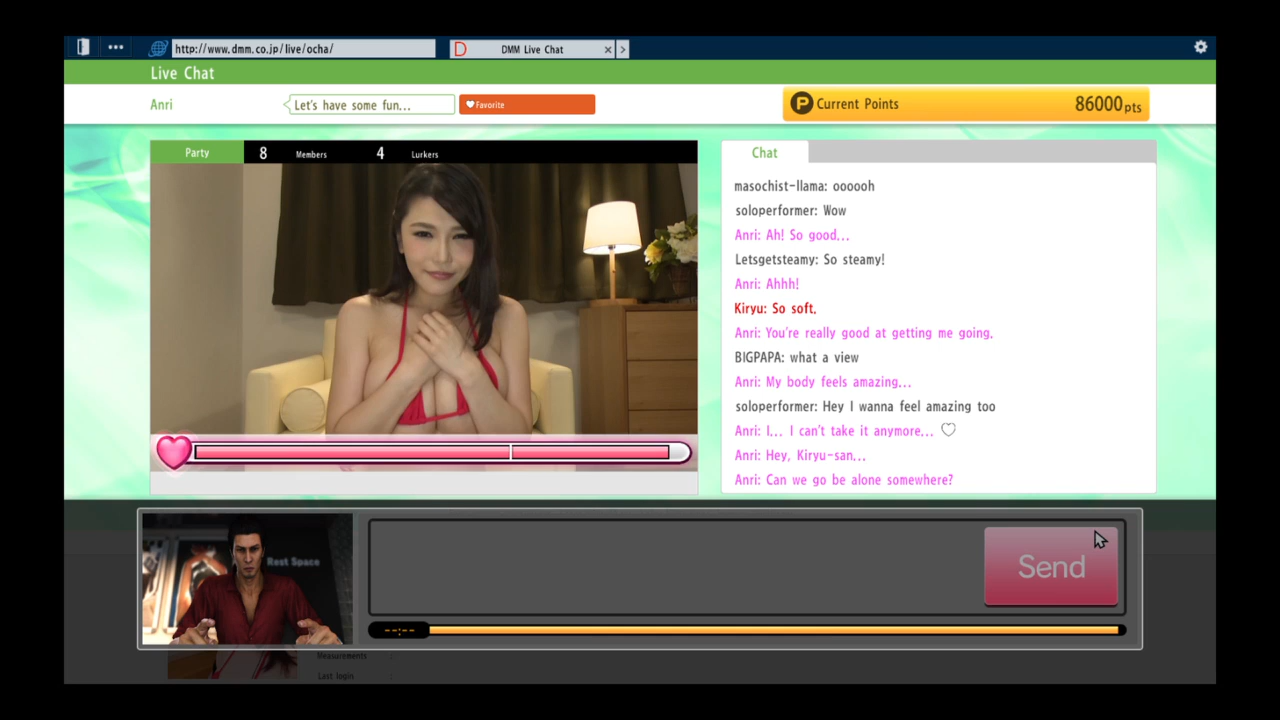 http://www.dmm.co.jp/live/ocha/
D DMM Live Chat × >
Live Chat
Anri
Let's have some fun...
Favorite
P Current Points 86000pts
Party 8 Members 4 Lurkers
Chat
masochist-llama: oooooh
soloperformer: Wow
Anri: Ah! So good...
Letsgetsteamy: So steamy!
Anri: Ahhh!
Kiryu: So soft.
Anri: You're really good at getting me going.
BIGPAPA: what a view
Anri: My body feels amazing...
soloperformer: Hey I wanna feel amazing too
Anri: I... I can't take it anymore... ♡
Anri: Hey, Kiryu-san...
Anri: Can we go be alone somewhere?
Rest Space
Send
--:--
Measurements :
Last login :